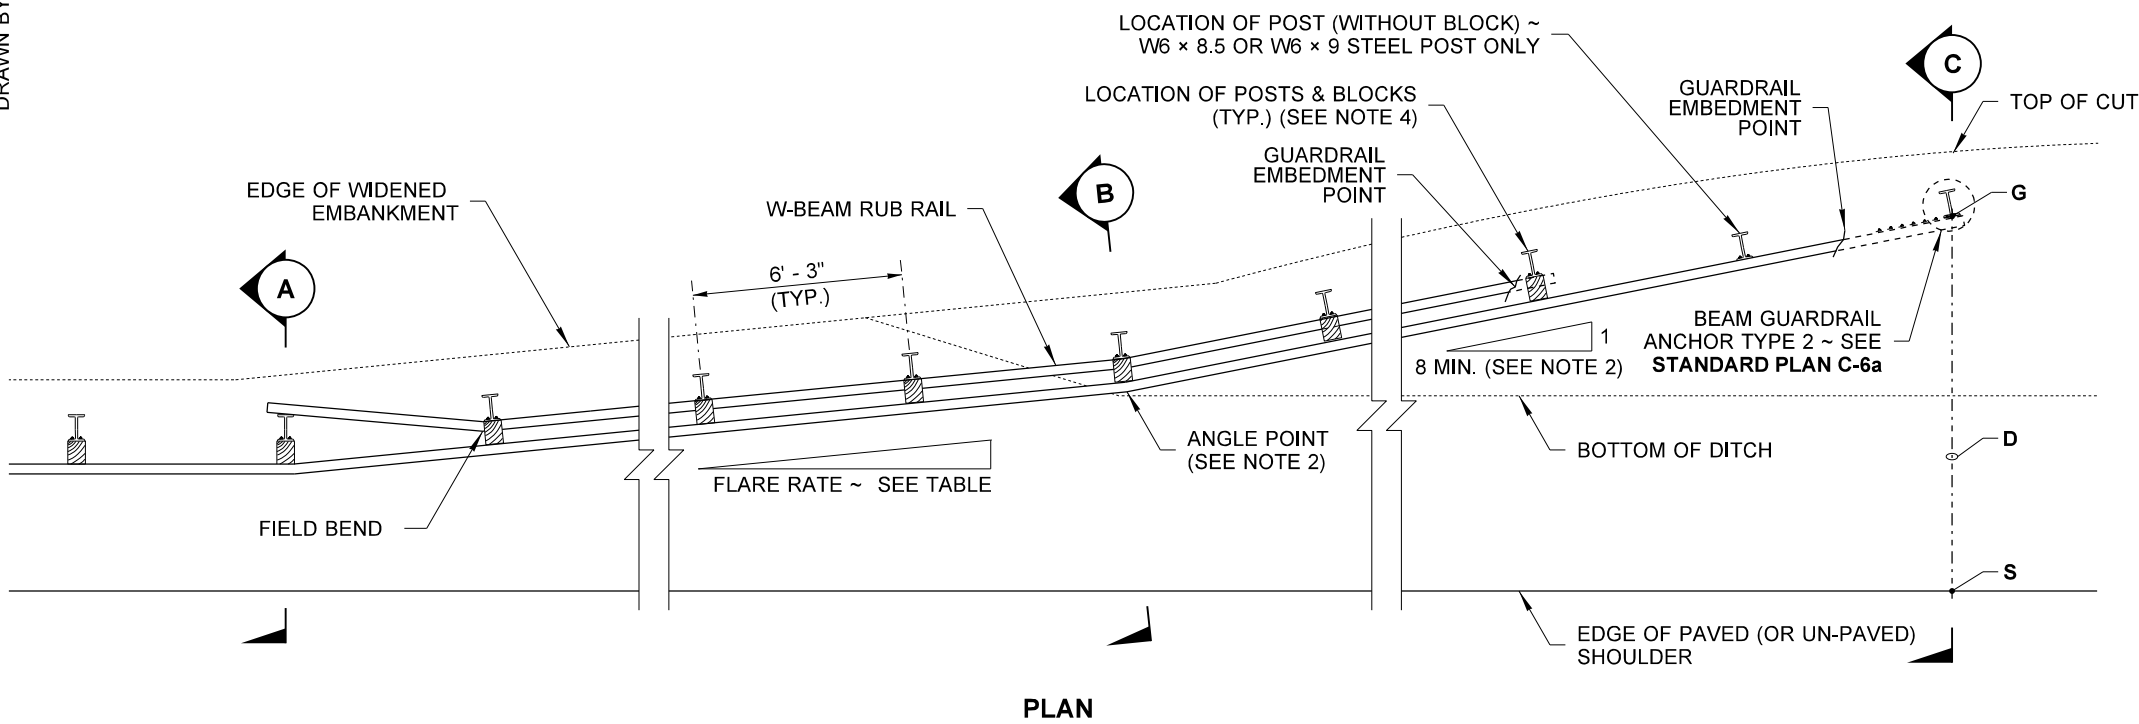 DRAWN BY
LOCATION OF POST (WITHOUT BLOCK) ~
W6 × 8.5 OR W6 × 9 STEEL POST ONLY
C
LOCATION OF POSTS & BLOCKS
(TYP.) (SEE NOTE 4)
GUARDRAIL
EMBEDMENT
POINT
TOP OF CUT
GUARDRAIL
EMBEDMENT
POINT
EDGE OF WIDENED
EMBANKMENT
W-BEAM RUB RAIL
B
G
A
6' - 3"
(TYP.)
1
8 MIN. (SEE NOTE 2)
BEAM GUARDRAIL
ANCHOR TYPE 2 ~ SEE
STANDARD PLAN C-6a
ANGLE POINT
(SEE NOTE 2)
BOTTOM OF DITCH
D
FLARE RATE ~ SEE TABLE
FIELD BEND
S
EDGE OF PAVED (OR UN-PAVED)
SHOULDER
PLAN